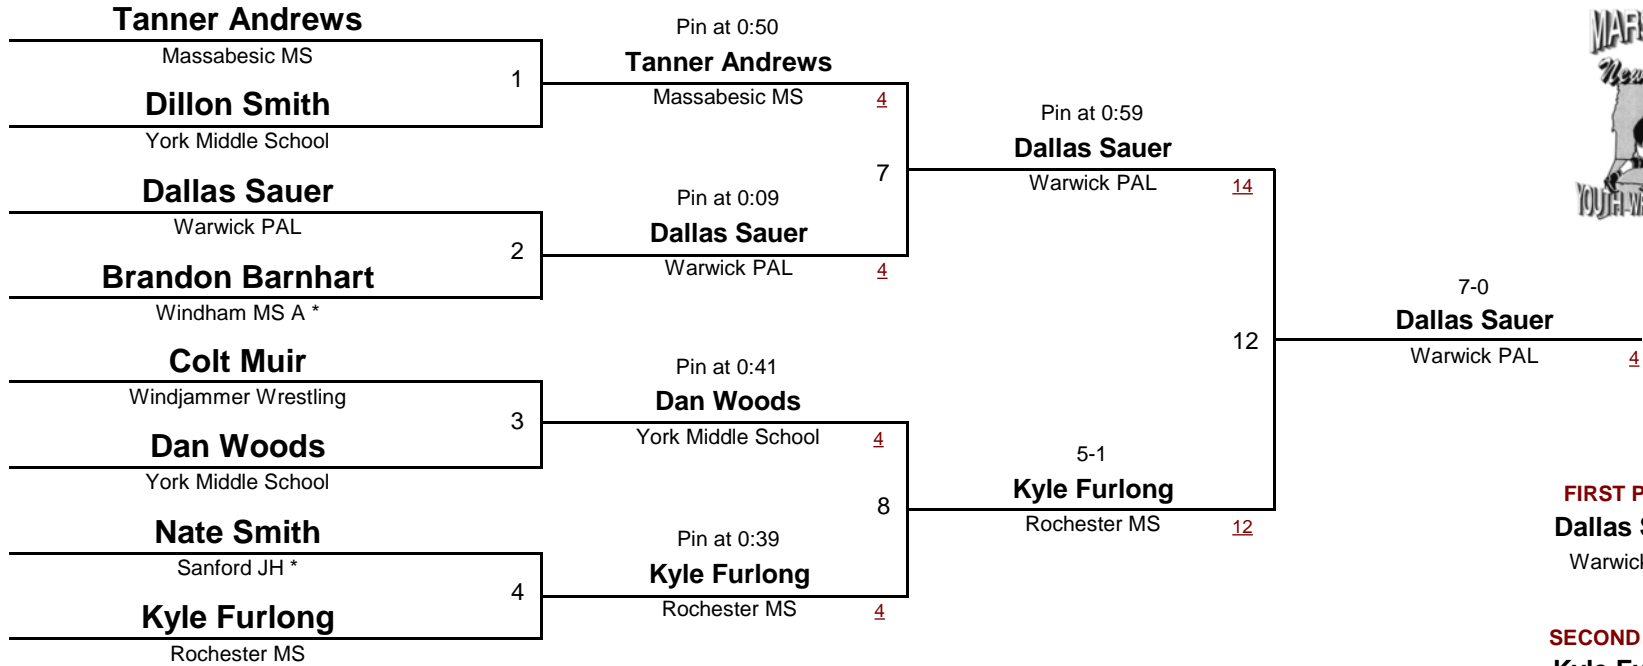 Tanner Andrews
Massabesic MS
1
Dillon Smith
York Middle School
Dallas Sauer
Warwick PAL
2
Brandon Barnhart
Windham MS A *
Colt Muir
Windjammer Wrestling
3
Dan Woods
York Middle School
Nate Smith
Sanford JH *
4
Kyle Furlong
Rochester MS
Pin at 0:50
Tanner Andrews
Massabesic MS 4
7
Pin at 0:09
Dallas Sauer
Warwick PAL 4
Pin at 0:41
Dan Woods
York Middle School 4
8
Pin at 0:39
Kyle Furlong
Rochester MS 4
Pin at 0:59
Dallas Sauer
Warwick PAL 14
12
5-1
Kyle Furlong
Rochester MS 12
7-0
Dallas Sauer
Warwick PAL 4
FIRST
Dallas
SECOND
Kyle